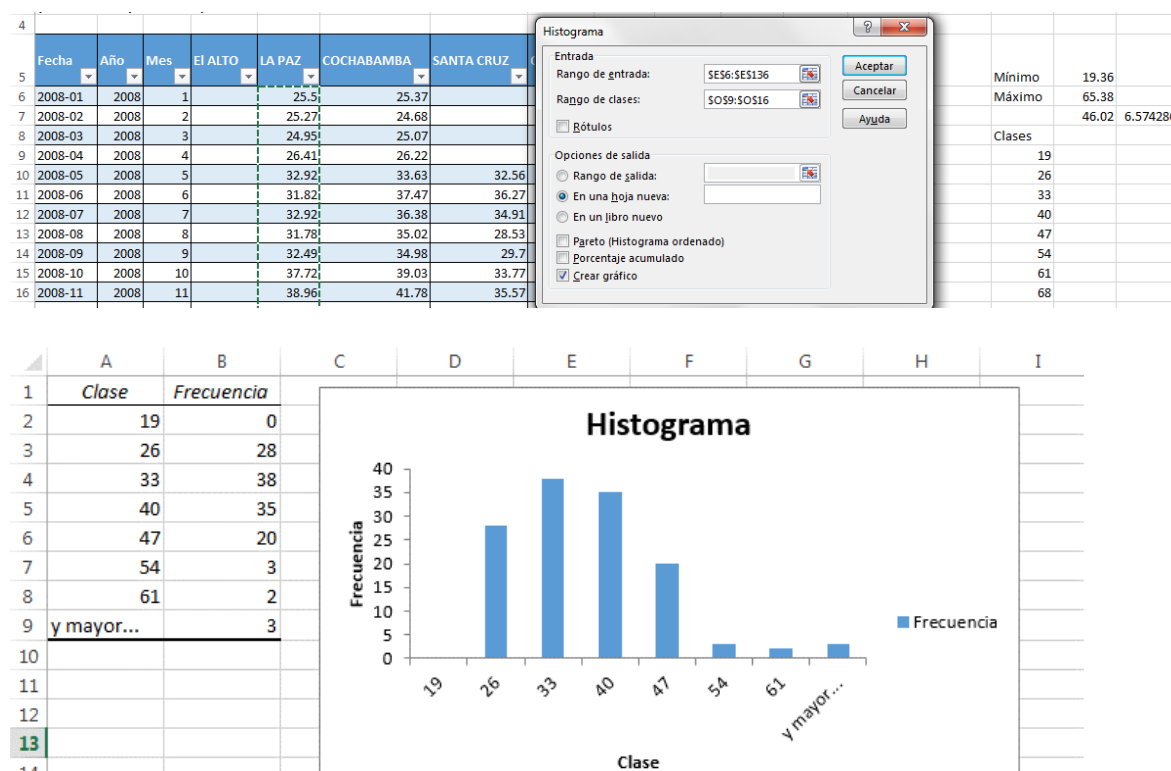 4
5 Fecha Año Mes El ALTO LA PAZ COCHABAMBA SANTA CRUZ
6 2008-01 2008 1 25.5 25.37
7 2008-02 2008 2 25.27 24.68
8 2008-03 2008 3 24.95 25.07
9 2008-04 2008 4 26.41 26.22
10 2008-05 2008 5 32.92 33.63 32.56
11 2008-06 2008 6 31.82 37.47 36.27
12 2008-07 2008 7 32.92 36.38 34.91
13 2008-08 2008 8 31.78 35.02 28.53
14 2008-09 2008 9 32.49 34.98 29.7
15 2008-10 2008 10 37.72 39.03 33.77
16 2008-11 2008 11 38.96 41.78 35.57
Histograma
Entrada
Rango de entrada: $E$6:$E$136
Rango de clases: $O$9:$O$16
Rótulos
Aceptar
Cancelar
Ayuda
Opciones de salida
Rango de salida:
En una hoja nueva:
En un libro nuevo
Pareto (Histograma ordenado)
Porcentaje acumulado
Crear gráfico
Mínimo 19.36
Máximo 65.38
46.02 6.57428
Clases
19
26
33
40
47
54
61
68
A B C D E F G H I
1 Clase Frecuencia
2 19 0
3 26 28
4 33 38
5 40 35
6 47 20
7 54 3
8 61 2
9 y mayor... 3
10
11
12
13
Histograma
Frecuencia
40
35
30
25
20
15
10
5
0
19 26 33 40 47 54 61 y mayor...
Clase
Frecuencia